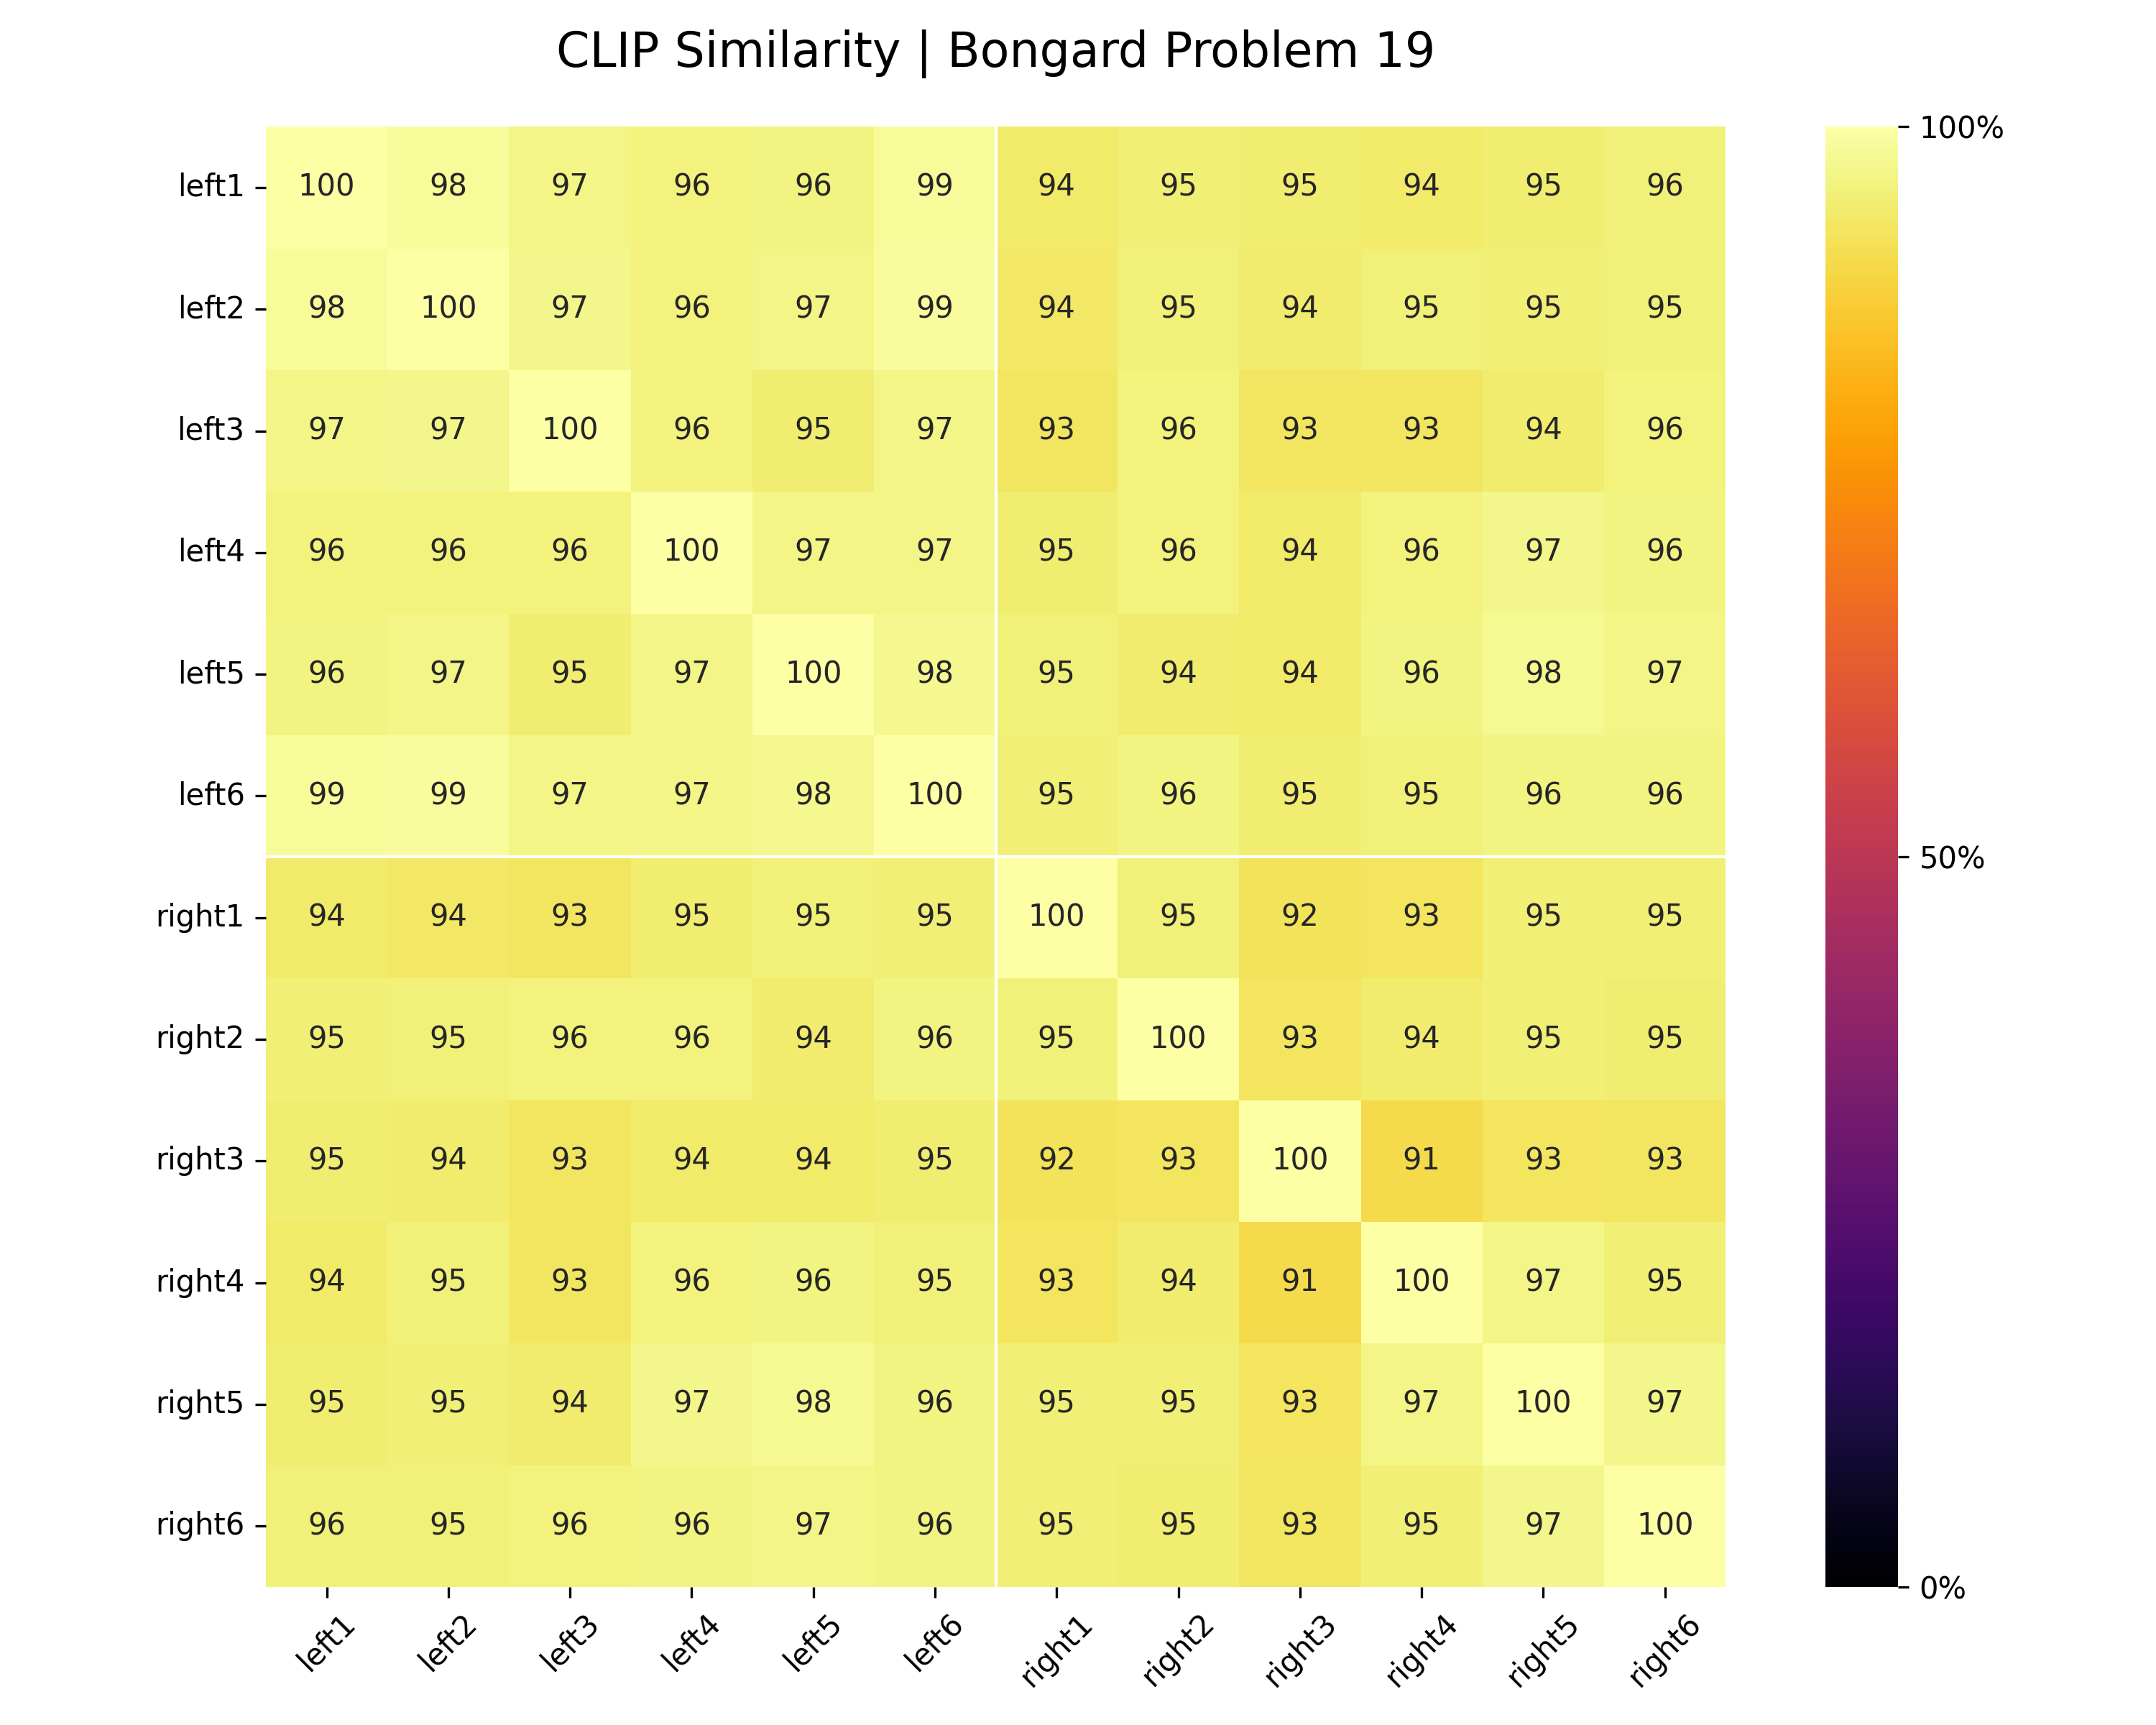 CLIP Similarity | Bongard Problem 19
left1 100 98 97 96 96 99 94 95 95 94 95 96
left2 98 100 97 96 97 99 94 95 94 95 95 95
left3 97 97 100 96 95 97 93 96 93 93 94 96
left4 96 96 96 100 97 97 95 96 94 96 97 96
left5 96 97 95 97 100 98 95 94 94 96 98 97
left6 99 99 97 97 98 100 95 96 95 95 96 96
right1 94 94 93 95 95 95 100 95 92 93 95 95
right2 95 95 96 96 94 96 95 100 93 94 95 95
right3 95 94 93 94 94 95 92 93 100 91 93 93
right4 94 95 93 96 96 95 93 94 91 100 97 95
right5 95 95 94 97 98 96 95 95 93 97 100 97
right6 96 95 96 96 97 96 95 95 93 95 97 100
left1 left2 left3 left4 left5 left6 right1 right2 right3 right4 right5 right6
100%
50%
0%